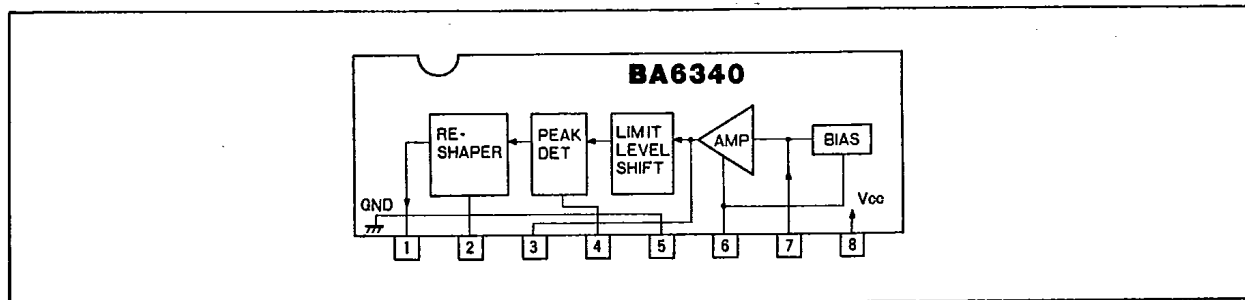 BA6340
RE-
SHAPER
PEAK
DET
LIMIT
LEVEL
SHIFT
AMP
BIAS
GND
Vcc
1
2
3
4
5
6
7
8